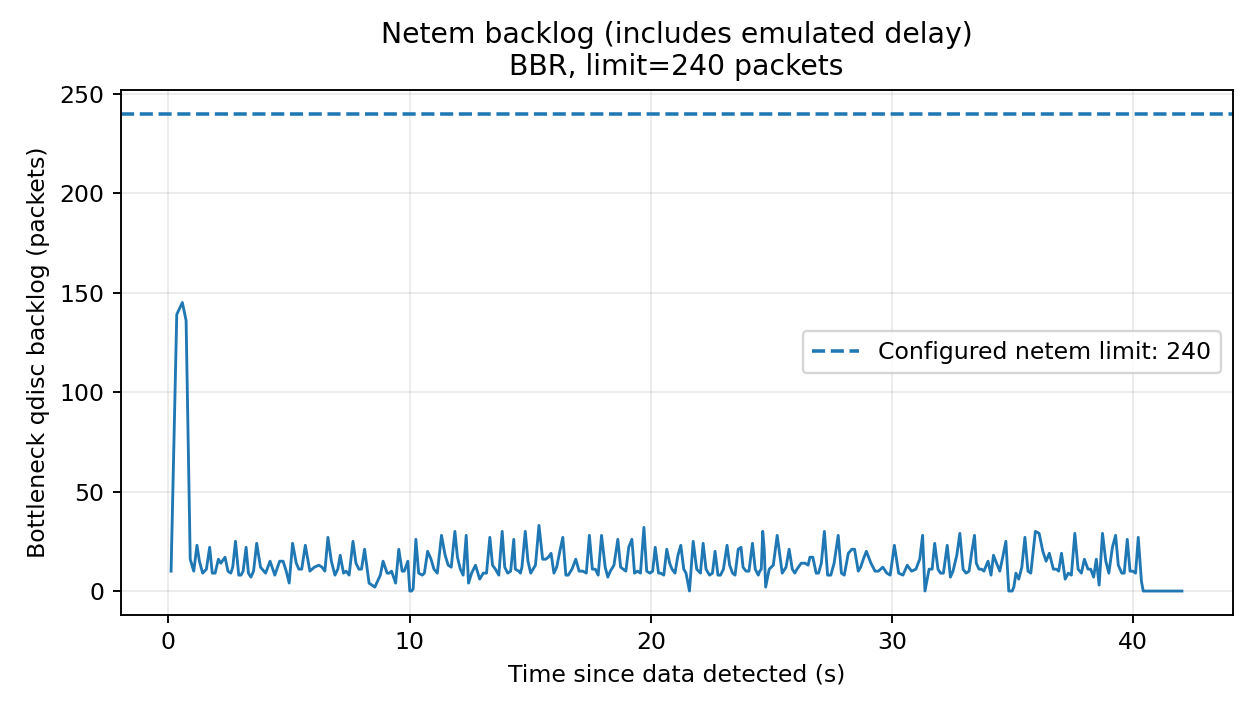 Netem backlog (includes emulated delay)
BBR, limit=240 packets
Bottleneck qdisc backlog (packets)
250
200
150
100
50
0
Configured netem limit: 240
0 10 20 30 40
Time since data detected (s)